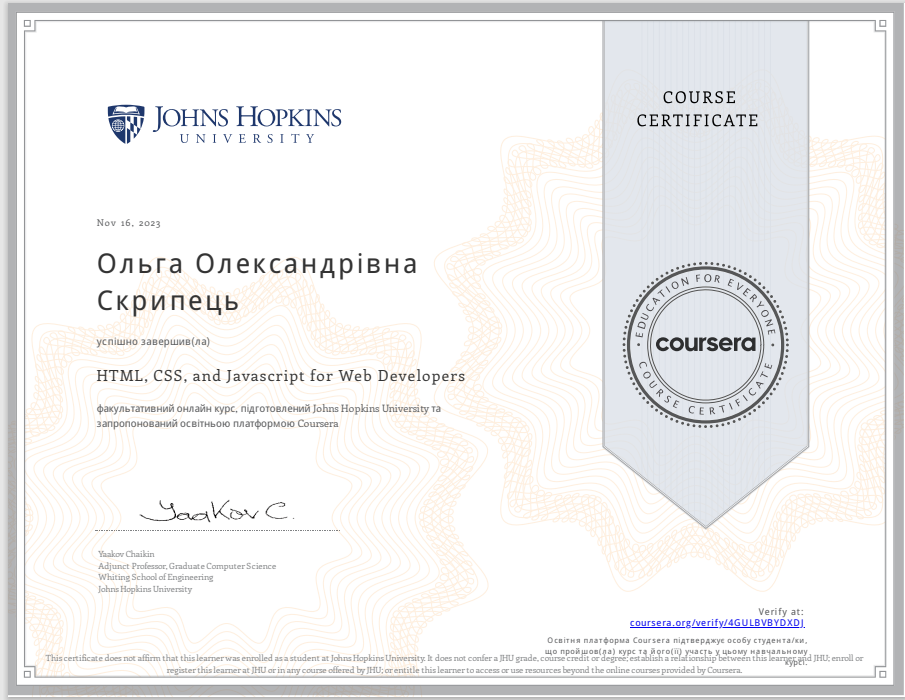 JOHNS HOPKINS
UNIVERSITY
COURSE
CERTIFICATE
Nov 16, 2023
Ольга Олександрівна
Скрипець
успішно завершив(ла)
HTML, CSS, and Javascript for Web Developers
факультативний онлайн курс, підготовлений Johns Hopkins University та
запропонований освітньою платформою Coursera
EDUCATION FOR EVERYONE
coursera
COURSE CERTIFICATE
Yaakov C.
Yaakov Chaikin
Adjunct Professor, Graduate Computer Science
Whiting School of Engineering
Johns Hopkins University
Verify at:
coursera.org/verify/4GULBVBYDXDJ
Освітня платформа Coursera підтверджує особу студента/ки,
що пройшов(ла) курс та його(її) участь у цьому навчальному
курсі.
This certificate does not affirm that this learner was enrolled as a student at Johns Hopkins University. It does not confer a JHU grade, course credit or degree; establish a relationship between this learner and JHU; enroll or
register this learner at JHU or in any course offered by JHU; or entitle this learner to access or use resources beyond the online courses provided by Coursera.